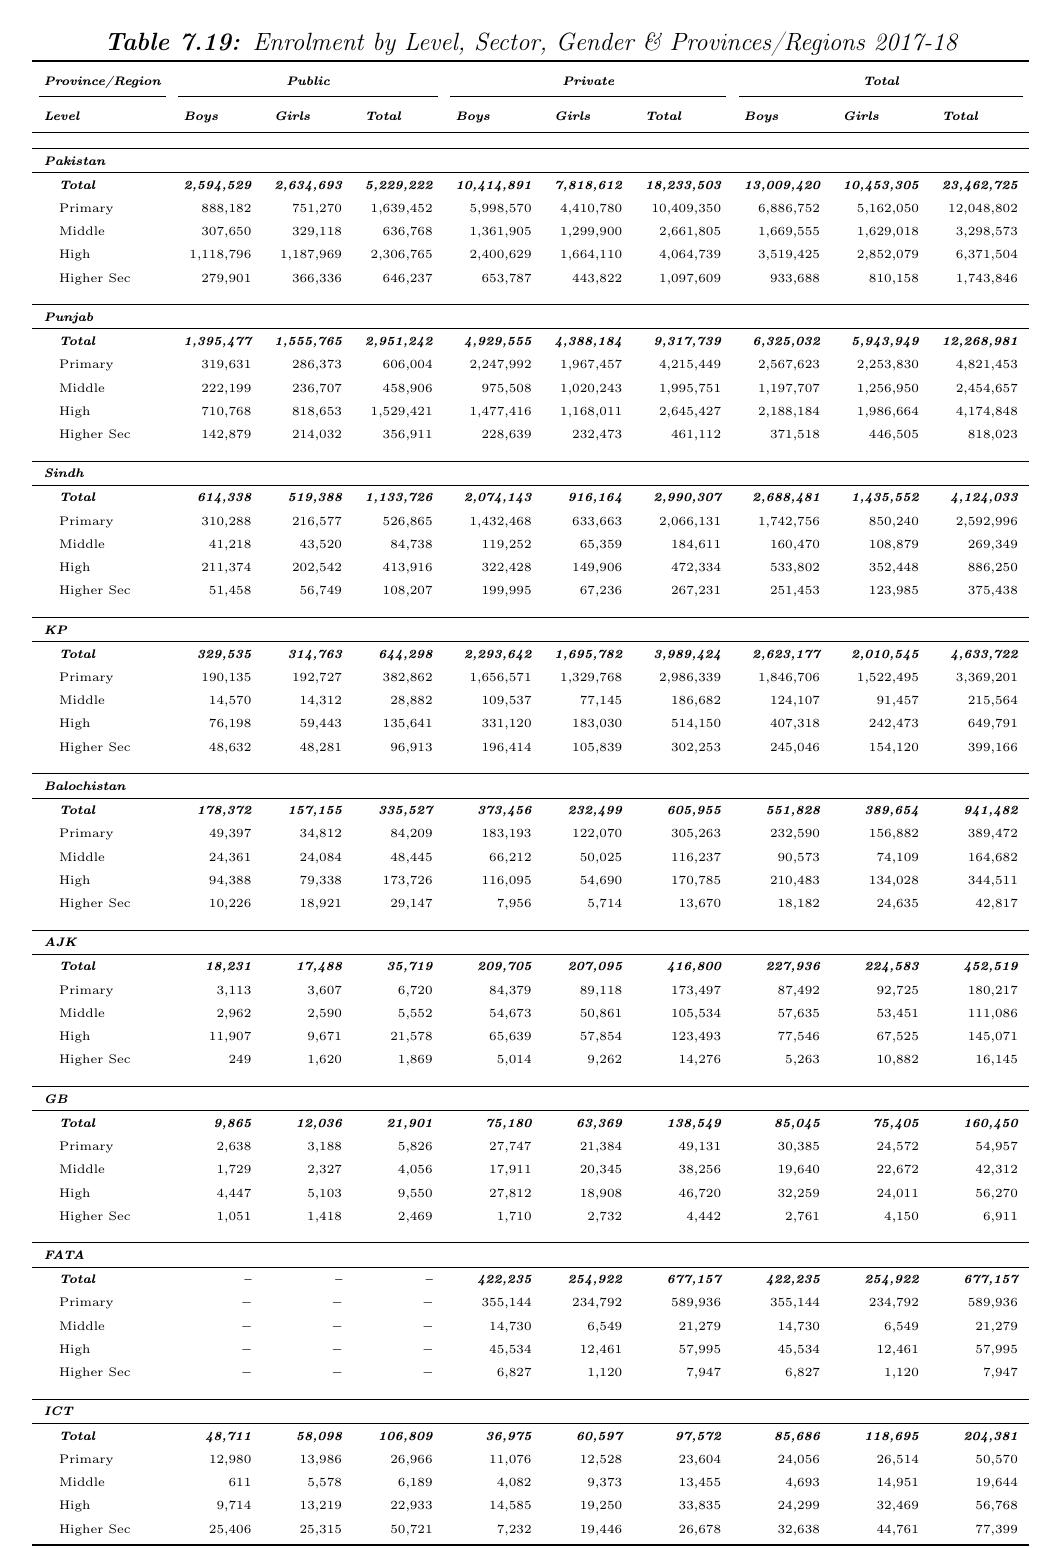 Table 7.19: Enrolment by Level, Sector, Gender & Provinces/Regions 2017-18
Province/Region Public Private Total
Level Boys Girls Total Boys Girls Total Boys Girls Total
Pakistan
Total 2,594,529 2,634,693 5,229,222 10,414,891 7,818,612 18,233,503 13,009,420 10,453,305 23,462,725
Primary 888,182 751,270 1,639,452 5,998,570 4,410,780 10,409,350 6,886,752 5,162,050 12,048,802
Middle 307,650 329,118 636,768 1,361,905 1,299,900 2,661,805 1,669,555 1,629,018 3,298,573
High 1,118,796 1,187,969 2,306,765 2,400,629 1,664,110 4,064,739 3,519,425 2,852,079 6,371,504
Higher Sec 279,901 366,336 646,237 653,787 443,822 1,097,609 933,688 810,158 1,743,846
Punjab
Total 1,395,477 1,555,765 2,951,242 4,929,555 4,388,184 9,317,739 6,325,032 5,943,949 12,268,981
Primary 319,631 286,373 606,004 2,247,992 1,967,457 4,215,449 2,567,623 2,253,830 4,821,453
Middle 222,199 236,707 458,906 975,508 1,020,243 1,995,751 1,197,707 1,256,950 2,454,657
High 710,768 818,653 1,529,421 1,477,416 1,168,011 2,645,427 2,188,184 1,986,664 4,174,848
Higher Sec 142,879 214,032 356,911 228,639 232,473 461,112 371,518 446,505 818,023
Sindh
Total 614,338 519,388 1,133,726 2,074,143 916,164 2,990,307 2,688,481 1,435,552 4,124,033
Primary 310,288 216,577 526,865 1,432,468 633,663 2,066,131 1,742,756 850,240 2,592,996
Middle 41,218 43,520 84,738 119,252 65,359 184,611 160,470 108,879 269,349
High 211,374 202,542 413,916 322,428 149,906 472,334 533,802 352,448 886,250
Higher Sec 51,458 56,749 108,207 199,995 67,236 267,231 251,453 123,985 375,438
KP
Total 329,535 314,763 644,298 2,293,642 1,695,782 3,989,424 2,623,177 2,010,545 4,633,722
Primary 190,135 192,727 382,862 1,656,571 1,329,768 2,986,339 1,846,706 1,522,495 3,369,201
Middle 14,570 14,312 28,882 109,537 77,145 186,682 124,107 91,457 215,564
High 76,198 59,443 135,641 331,120 183,030 514,150 407,318 242,473 649,791
Higher Sec 48,632 48,281 96,913 196,414 105,839 302,253 245,046 154,120 399,166
Balochistan
Total 178,372 157,155 335,527 373,456 232,499 605,955 551,828 389,654 941,482
Primary 49,397 34,812 84,209 183,193 122,070 305,263 232,590 156,882 389,472
Middle 24,361 24,084 48,445 66,212 50,025 116,237 90,573 74,109 164,682
High 94,388 79,338 173,726 116,095 54,690 170,785 210,483 134,028 344,511
Higher Sec 10,226 18,921 29,147 7,956 5,714 13,670 18,182 24,635 42,817
AJK
Total 18,231 17,488 35,719 209,705 207,095 416,800 227,936 224,583 452,519
Primary 3,113 3,607 6,720 84,379 89,118 173,497 87,492 92,725 180,217
Middle 2,962 2,590 5,552 54,673 50,861 105,534 57,635 53,451 111,086
High 11,907 9,671 21,578 65,639 57,854 123,493 77,546 67,525 145,071
Higher Sec 249 1,620 1,869 5,014 9,262 14,276 5,263 10,882 16,145
GB
Total 9,865 12,036 21,901 75,180 63,369 138,549 85,045 75,405 160,450
Primary 2,638 3,188 5,826 27,747 21,384 49,131 30,385 24,572 54,957
Middle 1,729 2,327 4,056 17,911 20,345 38,256 19,640 22,672 42,312
High 4,447 5,103 9,550 27,812 18,908 46,720 32,259 24,011 56,270
Higher Sec 1,051 1,418 2,469 1,710 2,732 4,442 2,761 4,150 6,911
FATA
Total – – – 422,235 254,922 677,157 422,235 254,922 677,157
Primary – – – 355,144 234,792 589,936 355,144 234,792 589,936
Middle – – – 14,730 6,549 21,279 14,730 6,549 21,279
High – – – 45,534 12,461 57,995 45,534 12,461 57,995
Higher Sec – – – 6,827 1,120 7,947 6,827 1,120 7,947
ICT
Total 48,711 58,098 106,809 36,975 60,597 97,572 85,686 118,695 204,381
Primary 12,980 13,986 26,966 11,076 12,528 23,604 24,056 26,514 50,570
Middle 611 5,578 6,189 4,082 9,373 13,455 4,693 14,951 19,644
High 9,714 13,219 22,933 14,585 19,250 33,835 24,299 32,469 56,768
Higher Sec 25,406 25,315 50,721 7,232 19,446 26,678 32,638 44,761 77,399